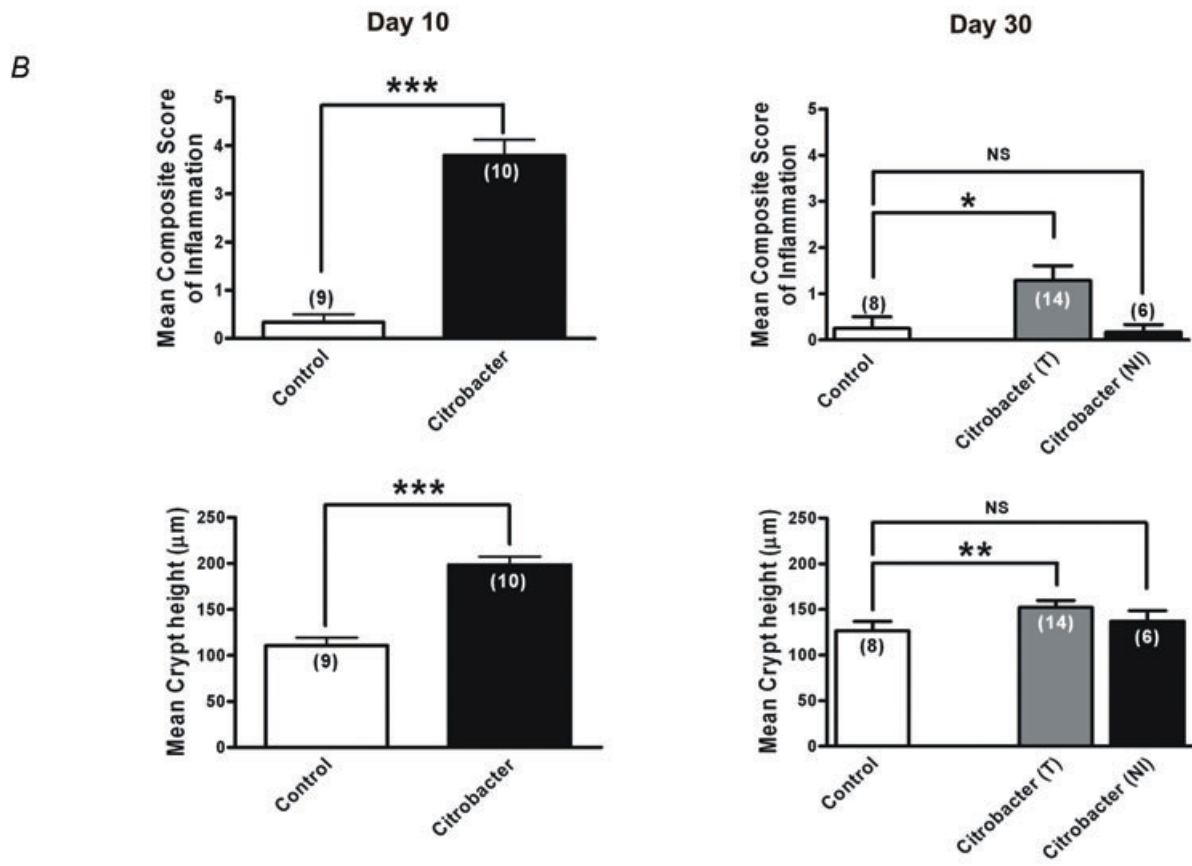 Day 10
Day 30
B
Mean Composite Score
of Inflammation
5
4
3
2
1
0
***
(9)
(10)
Control
Citrobacter
Mean Composite Score
of Inflammation
5
4
3
2
1
0
NS
*
(8)
(14)
(6)
Control
Citrobacter (T)
Citrobacter (NI)
Mean Crypt height (μm)
250
200
150
100
50
0
***
(9)
(10)
Control
Citrobacter
Mean Crypt height (μm)
250
200
150
100
50
0
NS
**
(8)
(14)
(6)
Control
Citrobacter (T)
Citrobacter (NI)